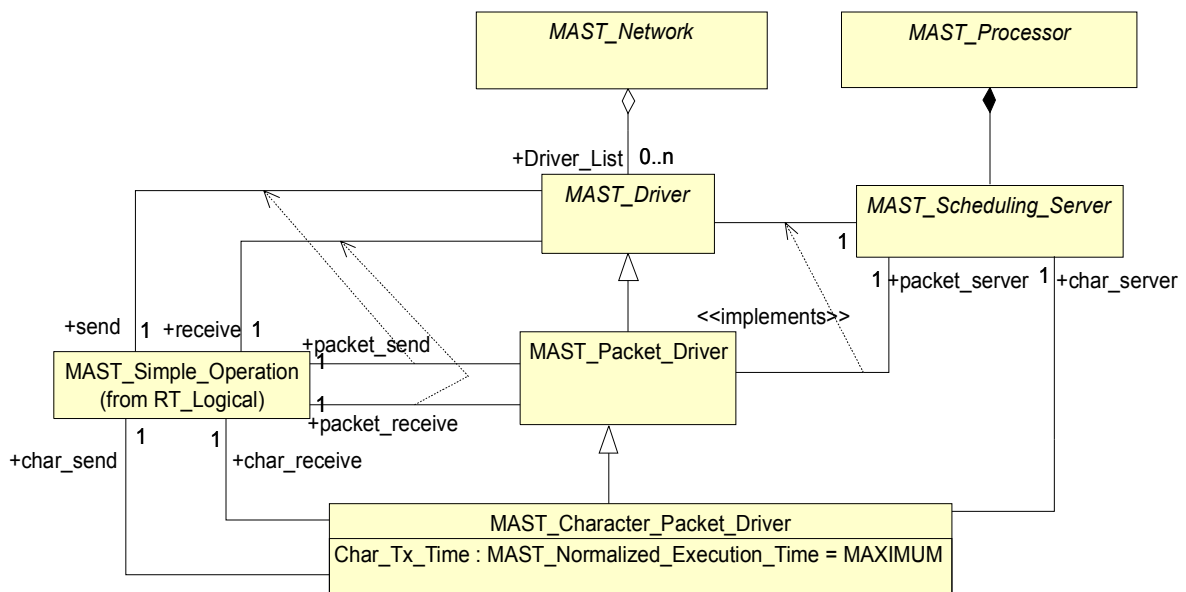 MAST_Network
MAST_Processor
+Driver_List 0..n
MAST_Driver
MAST_Scheduling_Server
1
1
+packet_server
1
+char_server
<<implements>>
+send
1
+receive
1
+packet_send
1
MAST_Packet_Driver
MAST_Simple_Operation
(from RT_Logical)
1
+packet_receive
1
+char_send
1
+char_receive
MAST_Character_Packet_Driver
Char_Tx_Time : MAST_Normalized_Execution_Time = MAXIMUM